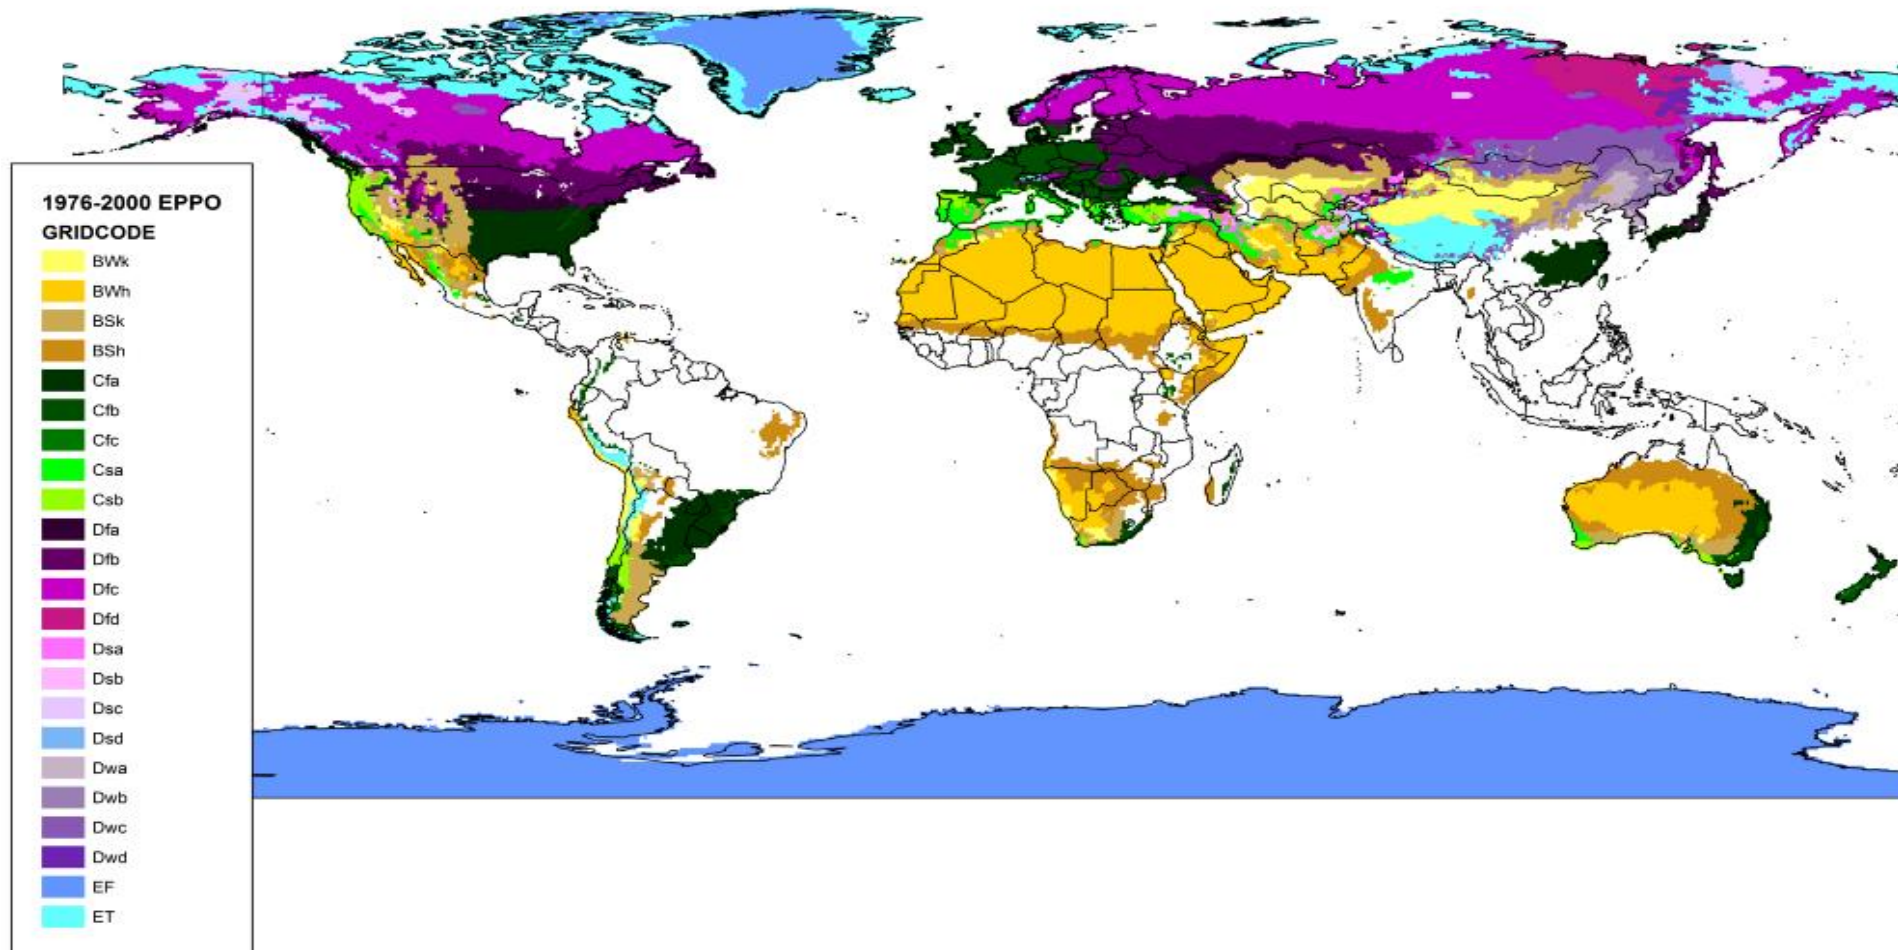 1976-2000 EPPO
GRIDCODE
BWk
BWh
BSk
BSh
Cfa
Cfb
Cfc
Csa
Csb
Dfa
Dfb
Dfc
Dfd
Dsa
Dsb
Dsc
Dsd
Dwa
Dwb
Dwc
Dwd
EF
ET